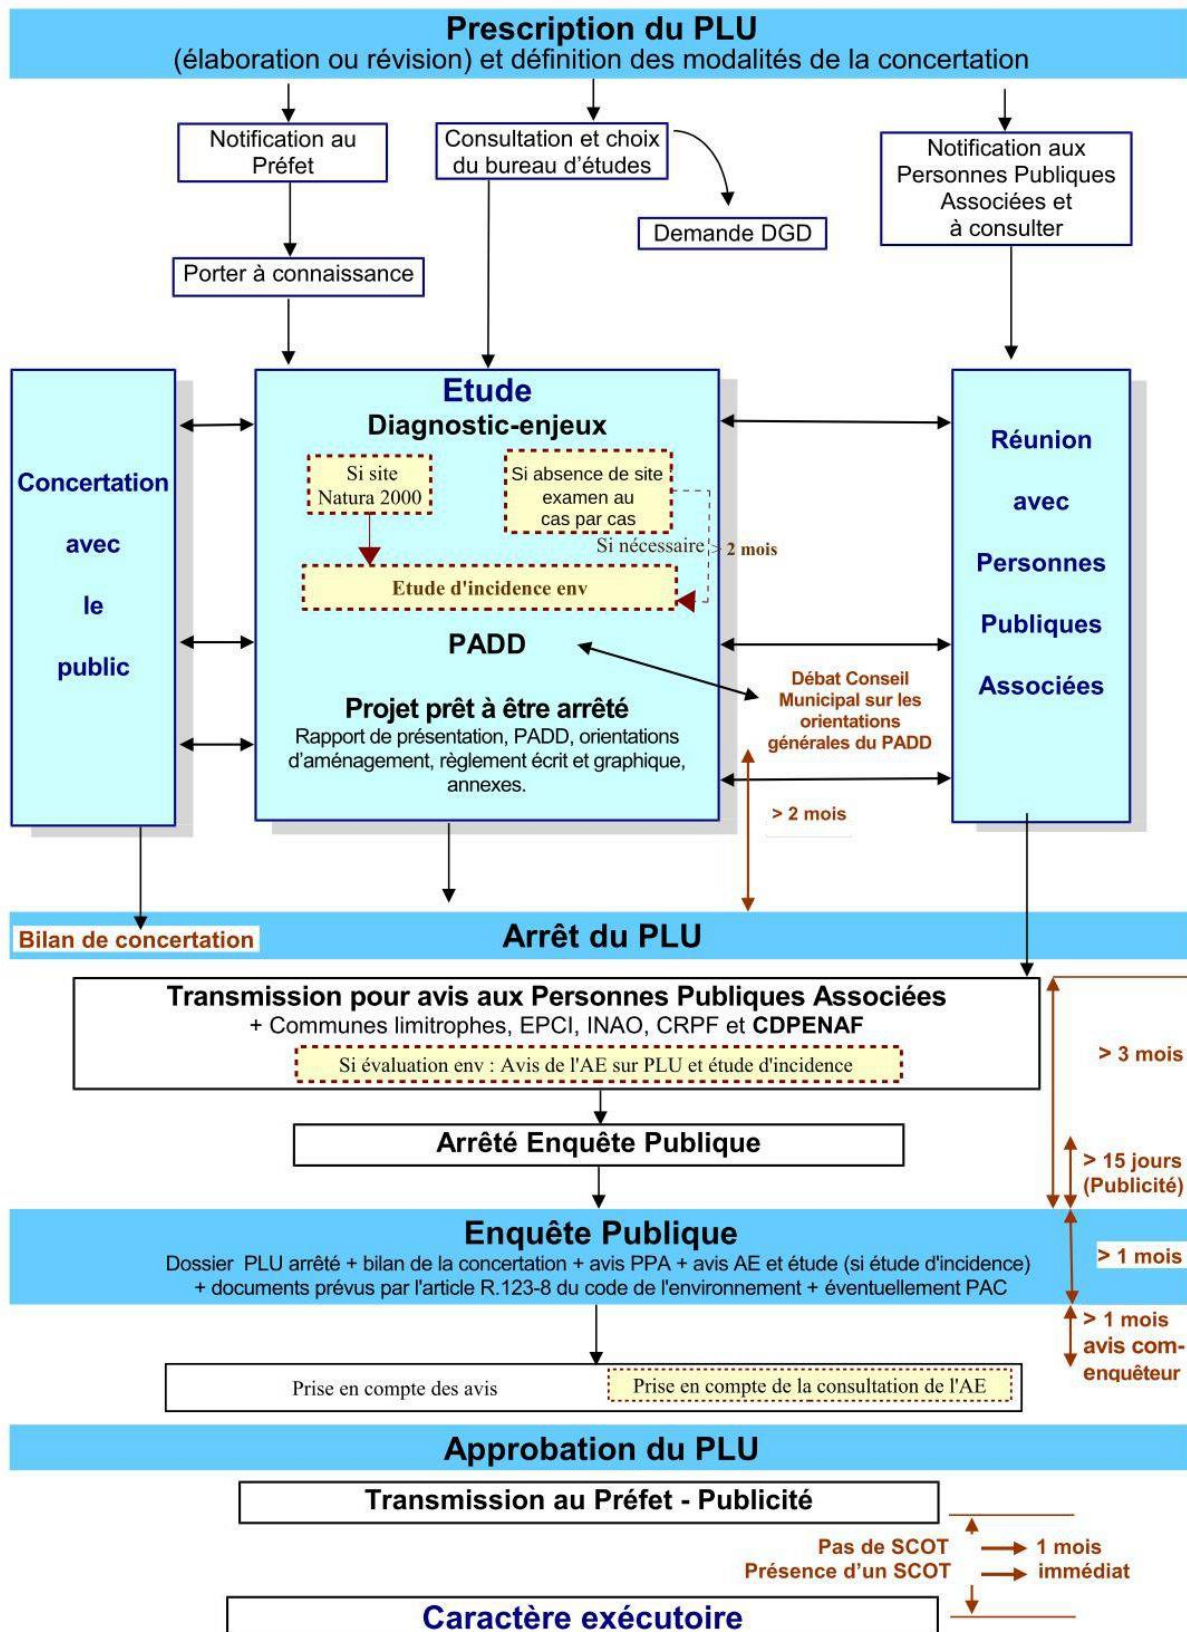 Prescription du PLU
(élaboration ou révision) et définition des modalités de la concertation
Notification au
Préfet
Consultation et choix
du bureau d'études
Notification aux
Personnes Publiques
Associées et
à consulter
Demande DGD
Porter à connaissance
Concertation
avec
le
public
Etude
Diagnostic-enjeux
Si site
Natura 2000
Si absence de site
examen au
cas par cas
Si nécessaire
> 2 mois
Etude d'incidence env
PADD
Projet prêt à être arrêté
Rapport de présentation, PADD, orientations
d'aménagement, règlement écrit et graphique,
annexes.
Débat Conseil
Municipal sur les
orientations
générales du PADD
> 2 mois
Réunion
avec
Personnes
Publiques
Associées
Bilan de concertation
Arrêt du PLU
Transmission pour avis aux Personnes Publiques Associées
+ Communes limitrophes, EPCI, INAO, CRPF et CDPENAF
Si évaluation env : Avis de l'AE sur PLU et étude d'incidence
> 3 mois
Arrêté Enquête Publique
> 15 jours
(Publicité)
Enquête Publique
Dossier PLU arrêté + bilan de la concertation + avis PPA + avis AE et étude (si étude d'incidence)
+ documents prévus par l'article R.123-8 du code de l'environnement + éventuellement PAC
> 1 mois
> 1 mois
avis com-
enquêteur
Prise en compte des avis
Prise en compte de la consultation de l'AE
Approbation du PLU
Transmission au Préfet - Publicité
Pas de SCOT
1 mois
Présence d'un SCOT
immédiat
Caractère exécutoire